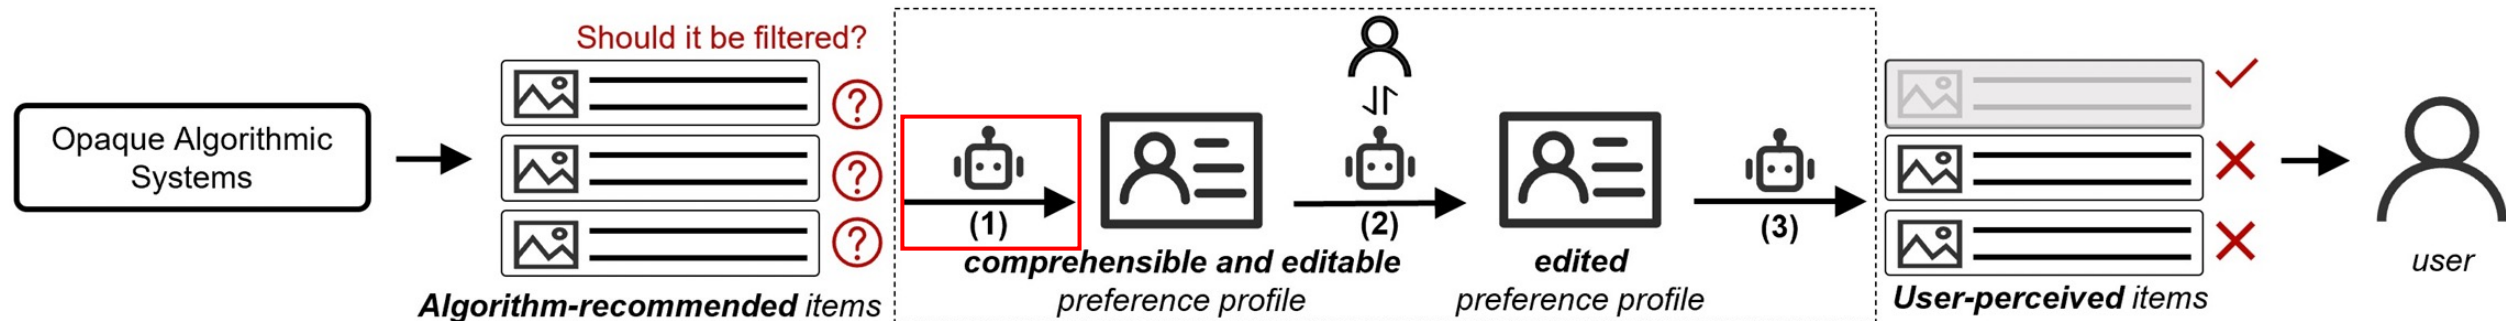 Should it be filtered?
Opaque Algorithmic
Systems
?
?
?
Algorithm-recommended items
(1)
comprehensible and editable
preference profile
(2)
edited
preference profile
(3)
User-perceived items
user